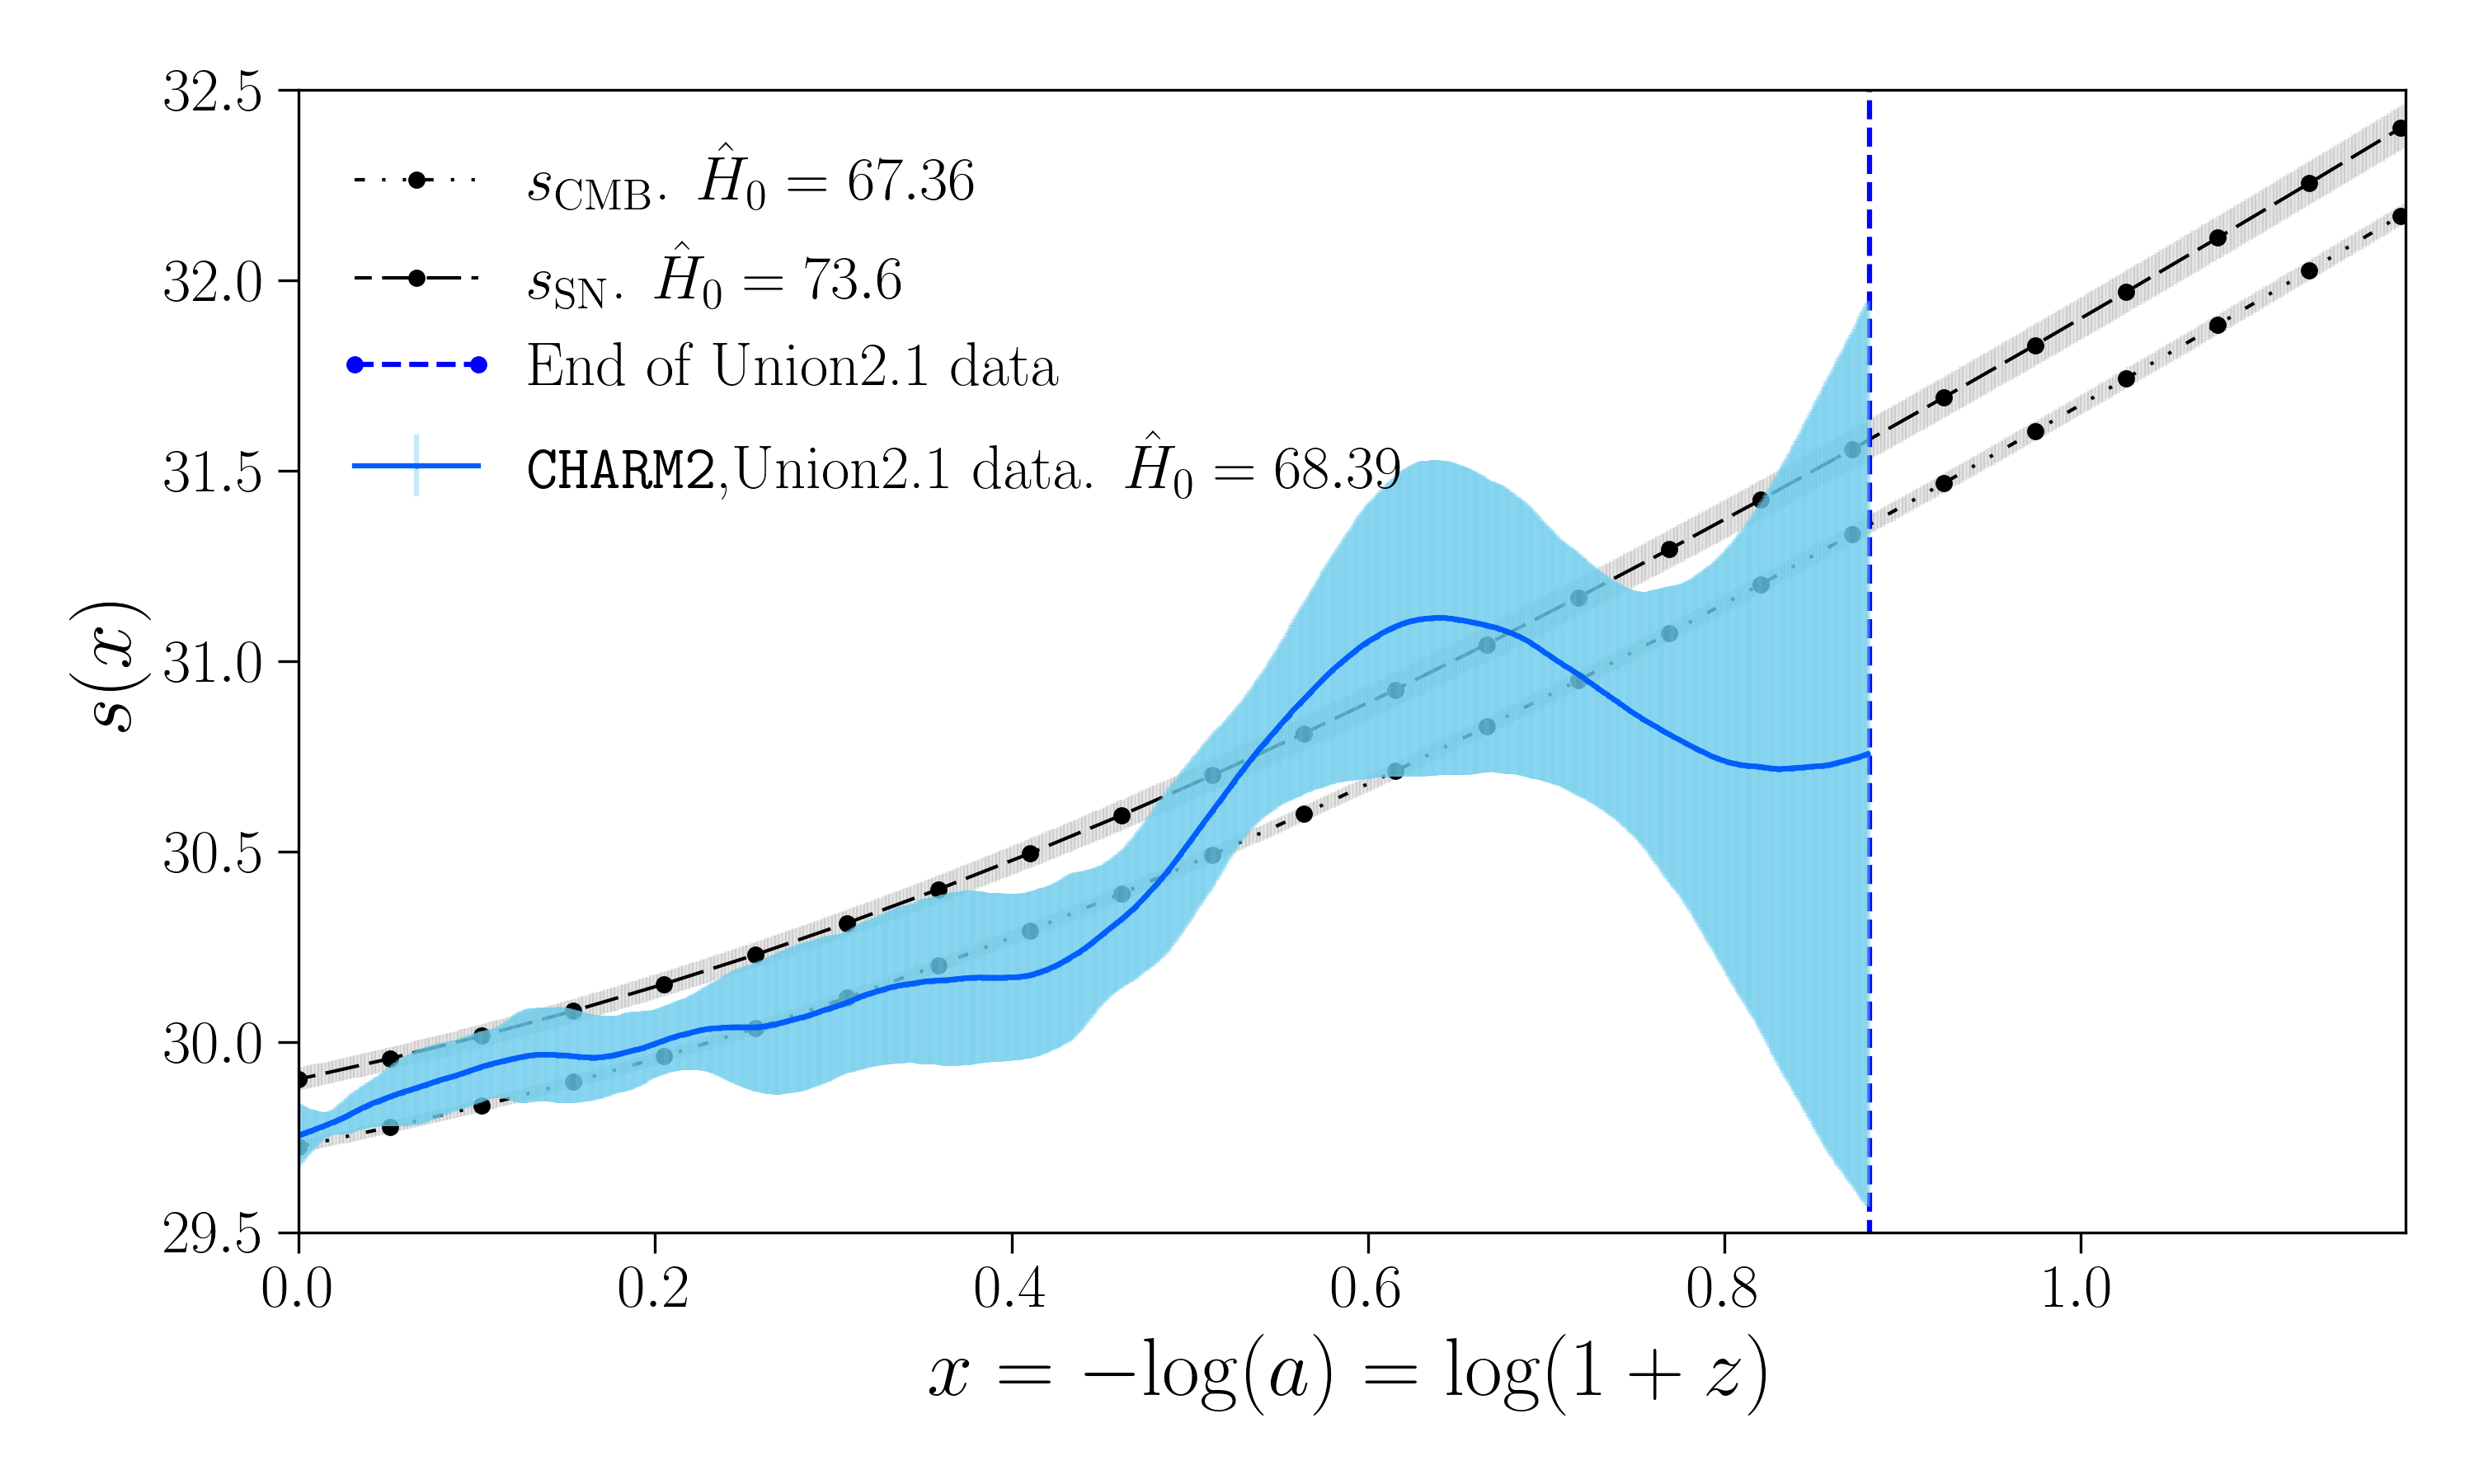 32.5
32.0
31.5
31.0
30.5
30.0
29.5
s(x)
s_CMB. Ĥ_0 = 67.36
s_SN. Ĥ_0 = 73.6
End of Union2.1 data
CHARM2,Union2.1 data. Ĥ_0 = 68.39
0.0 0.2 0.4 0.6 0.8 1.0
x = −log(a) = log(1 + z)